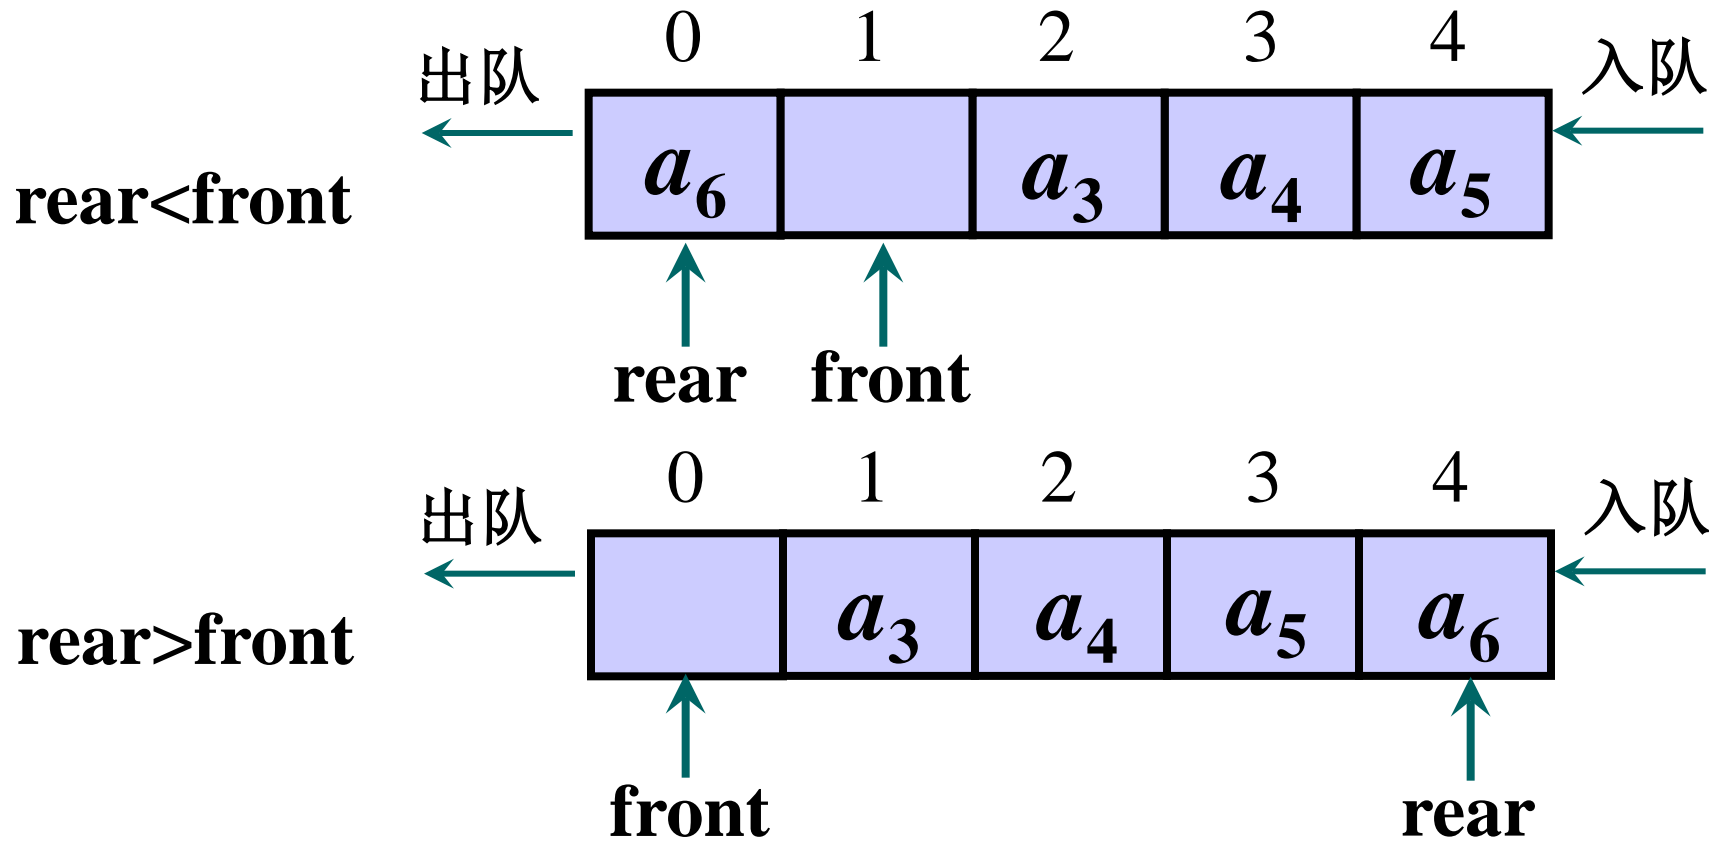 0 1 2 3 4
出队 入队
a6 a3 a4 a5
rear<front
rear front
0 1 2 3 4
出队 入队
a3 a4 a5 a6
rear>front
front rear